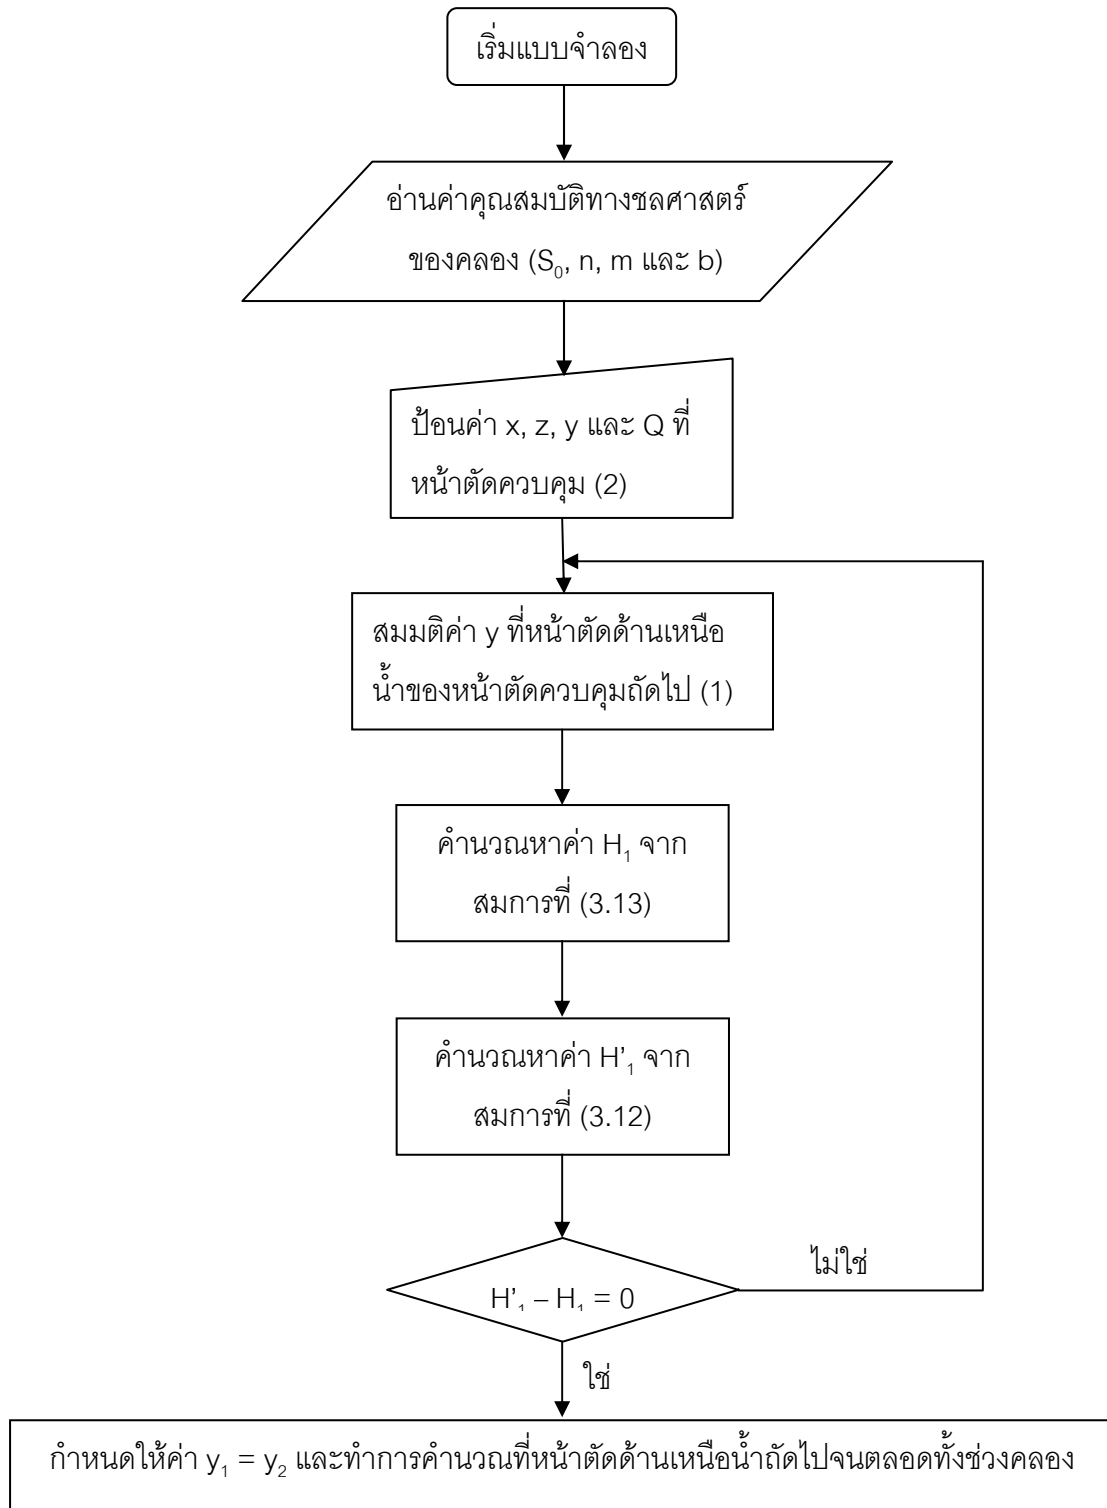 เริ่มแบบจำลอง
อ่านค่าคุณสมบัติทางชลศาสตร์
ของคลอง (S₀, n, m และ b)
ป้อนค่า x, z, y และ Q ที่
หน้าตัดควบคุม (2)
สมมติค่า y ที่หน้าตัดด้านเหนือ
น้ำของหน้าตัดควบคุมถัดไป (1)
คำนวณหาค่า H₁ จาก
สมการที่ (3.13)
คำนวณหาค่า H’₁ จาก
สมการที่ (3.12)
H’₁ – H₁ = 0
ไม่ใช่
ใช่
กำหนดให้ค่า y₁ = y₂ และทำการคำนวณที่หน้าตัดด้านเหนือน้ำถัดไปจนตลอดทั้งช่วงคลอง